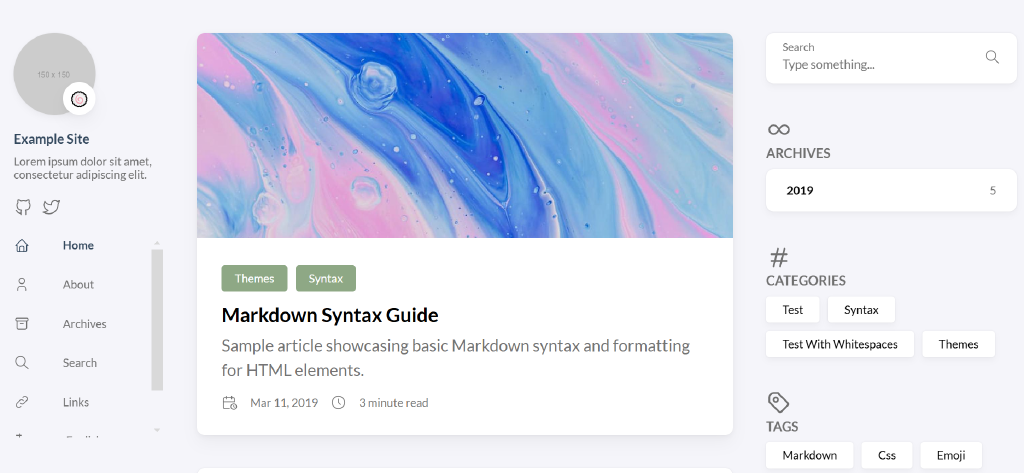 150 x 150
Example Site
Lorem ipsum dolor sit amet,
consectetur adipiscing elit.
Home
About
Archives
Search
Links
Themes
Syntax
Markdown Syntax Guide
Sample article showcasing basic Markdown syntax and formatting
for HTML elements.
Mar 11, 2019
3 minute read
Search
Type something...
ARCHIVES
2019 5
CATEGORIES
Test Syntax
Test With Whitespaces Themes
TAGS
Markdown Css Emoji